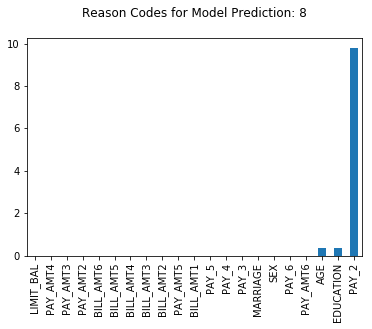 Reason Codes for Model Prediction: 8
10
8
6
4
2
0
LIMIT_BAL
PAY_AMT4
PAY_AMT3
PAY_AMT2
BILL_AMT6
BILL_AMT5
BILL_AMT4
BILL_AMT3
BILL_AMT2
PAY_AMT5
BILL_AMT1
PAY_5
PAY_4
PAY_3
MARRIAGE
SEX
PAY_6
PAY_AMT6
AGE
EDUCATION
PAY_2